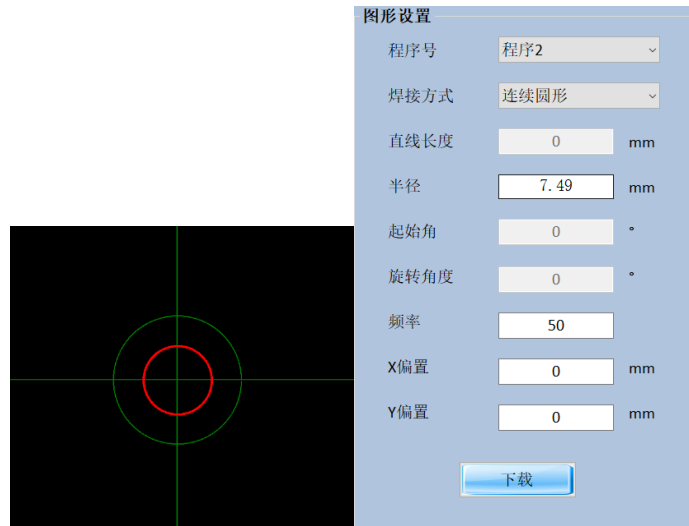 图形设置
程序号 程序2
焊接方式 连续圆形
直线长度 0 mm
半径 7.49 mm
起始角 0 °
旋转角度 0 °
频率 50
X偏置 0 mm
Y偏置 0 mm
下载